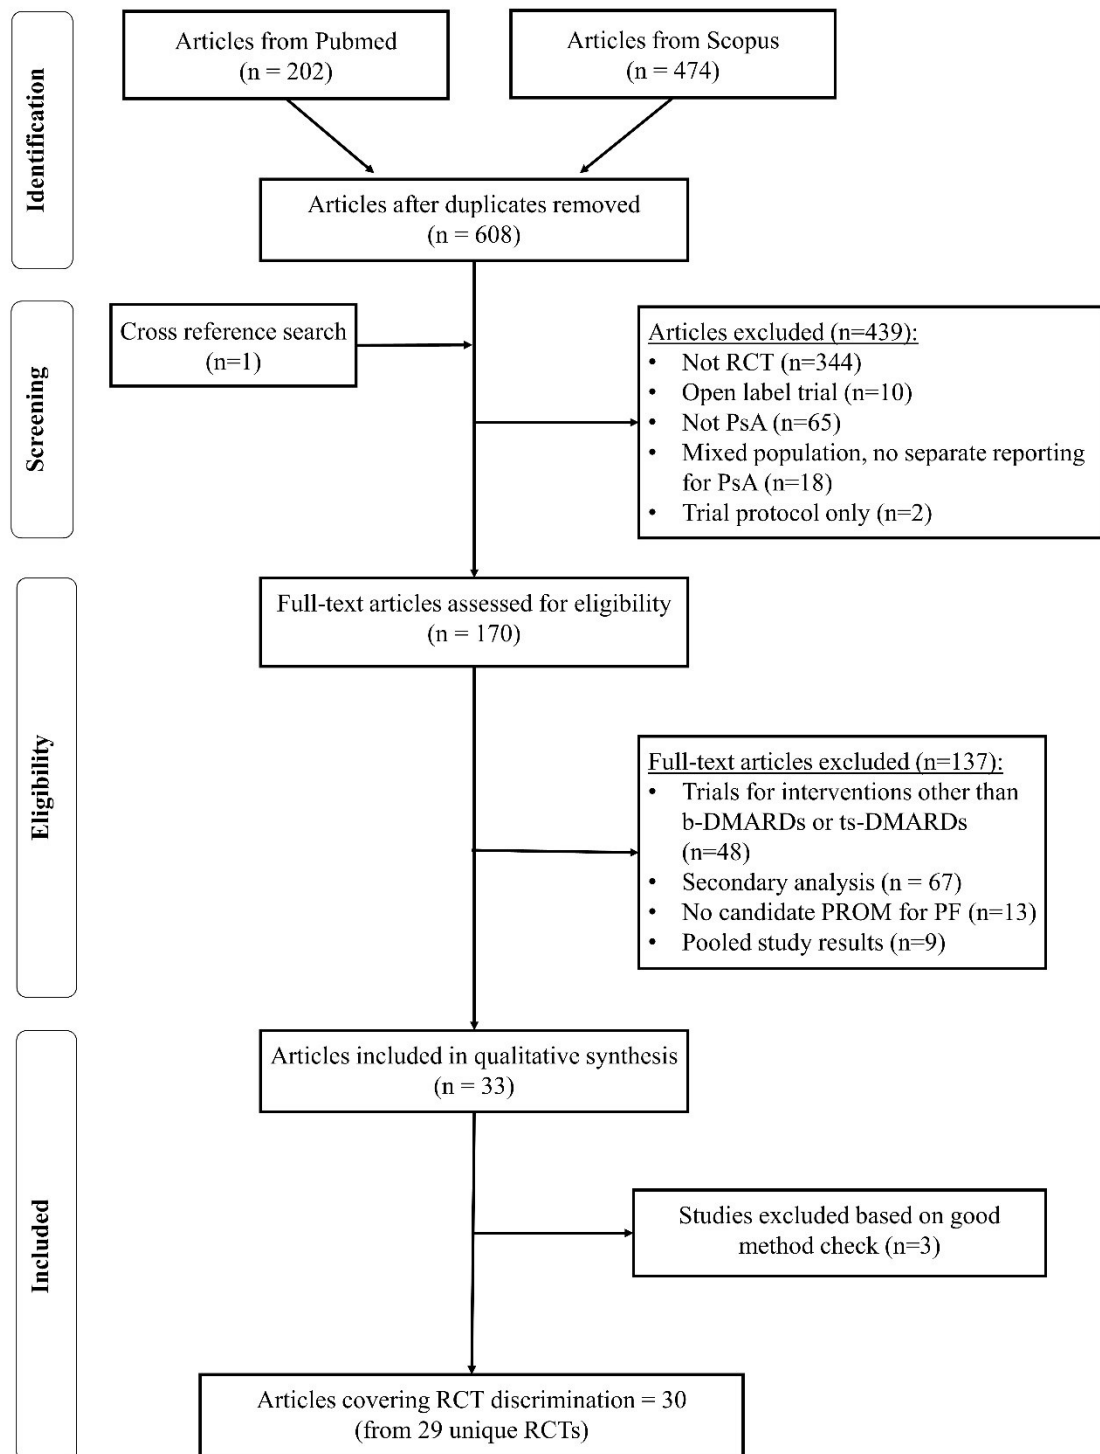 Identification
Articles from Pubmed
(n = 202)
Articles from Scopus
(n = 474)
Articles after duplicates removed
(n = 608)
Screening
Cross reference search
(n=1)
Articles excluded (n=439):
• Not RCT (n=344)
• Open label trial (n=10)
• Not PsA (n=65)
• Mixed population, no separate reporting
for PsA (n=18)
• Trial protocol only (n=2)
Eligibility
Full-text articles assessed for eligibility
(n = 170)
Full-text articles excluded (n=137):
• Trials for interventions other than
b-DMARDs or ts-DMARDs
(n=48)
• Secondary analysis (n = 67)
• No candidate PROM for PF (n=13)
• Pooled study results (n=9)
Included
Articles included in qualitative synthesis
(n = 33)
Studies excluded based on good
method check (n=3)
Articles covering RCT discrimination = 30
(from 29 unique RCTs)